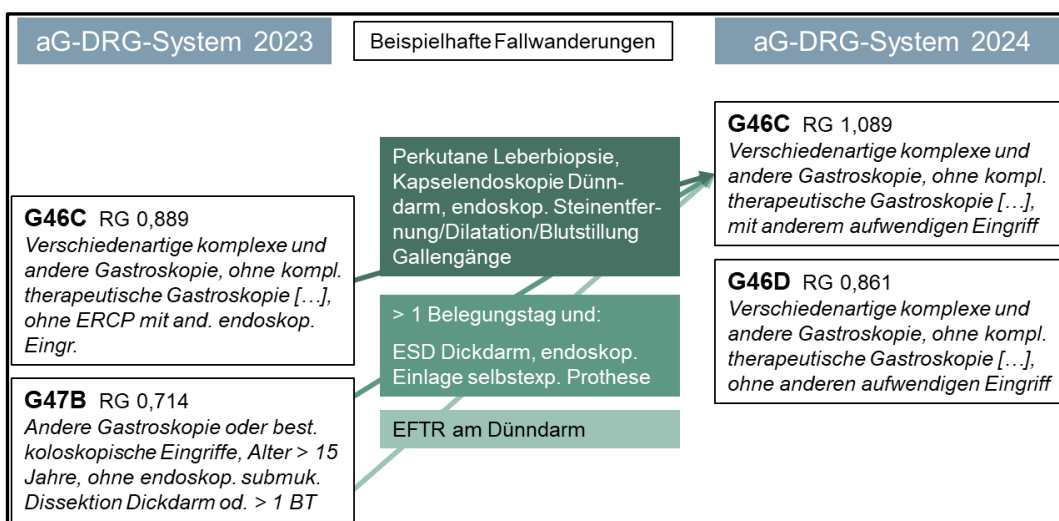 aG-DRG-System 2023
Beispielhafte Fallwanderungen
aG-DRG-System 2024
G46C RG 0,889
Verschiedenartige komplexe und
andere Gastroskopie, ohne kompl.
therapeutische Gastroskopie […],
ohne ERCP mit and. endoskop.
Eingr.
G47B RG 0,714
Andere Gastroskopie oder best.
koloskopische Eingriffe, Alter > 15
Jahre, ohne endoskop. submuk.
Dissektion Dickdarm od. > 1 BT
Perkutane Leberbiopsie,
Kapselendoskopie Dünn-
darm, endoskop. Steinentfer-
nung/Dilatation/Blutstillung
Gallengänge
> 1 Belegungstag und:
ESD Dickdarm, endoskop.
Einlage selbstexp. Prothese
EFTR am Dünndarm
G46C RG 1,089
Verschiedenartige komplexe und
andere Gastroskopie, ohne kompl.
therapeutische Gastroskopie […],
mit anderem aufwendigen Eingriff
G46D RG 0,861
Verschiedenartige komplexe und
andere Gastroskopie, ohne kompl.
therapeutische Gastroskopie […],
ohne anderen aufwendigen Eingriff